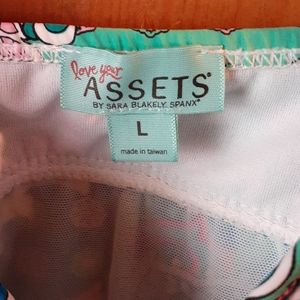 love your
ASSETS®
BY SARA BLAKELY SPANX®
L
made in taiwan